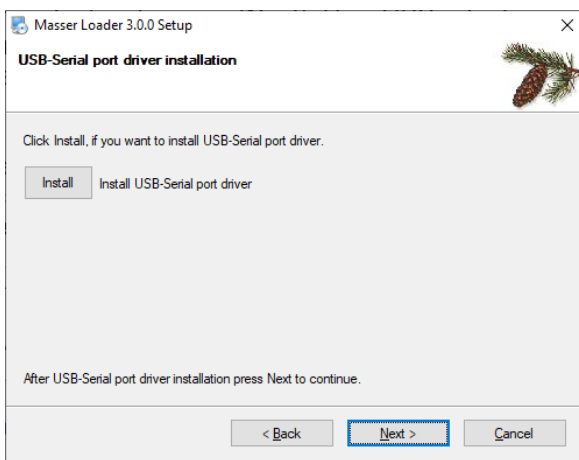 Masser Loader 3.0.0 Setup
USB-Serial port driver installation
Click Install, if you want to install USB-Serial port driver.
Install Install USB-Serial port driver
After USB-Serial port driver installation press Next to continue.
< Back Next > Cancel